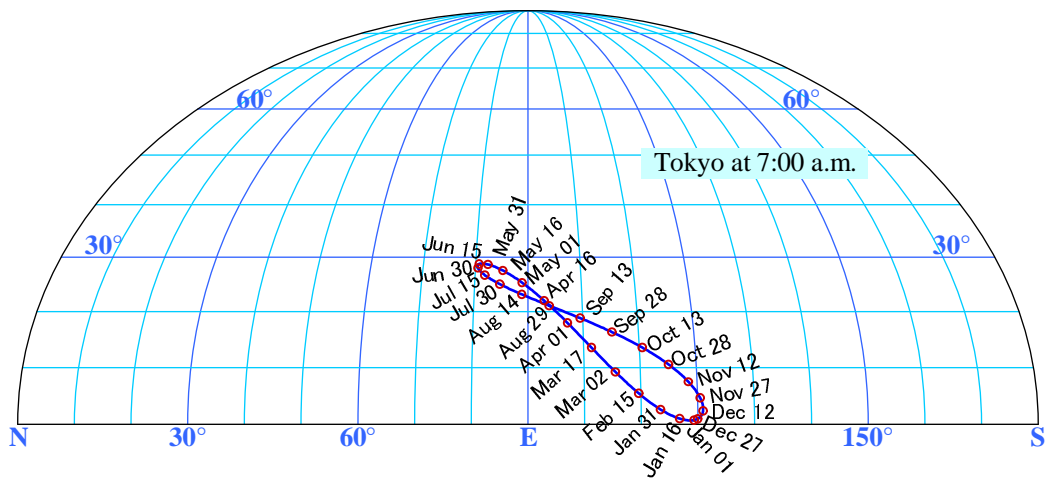 60°
60°
Tokyo at 7:00 a.m.
30°
30°
May 31
Jun 15
May 16
Jun 30
May 01
Jul 15
Apr 16
Jul 30
Sep 13
Aug 14
Sep 28
Aug 29
Oct 13
Apr 01
Oct 28
Mar 17
Nov 12
Mar 02
Nov 27
Feb 15
Dec 12
Jan 31
Dec 27
Jan 16
Jan 01
N
30°
60°
E
150°
S